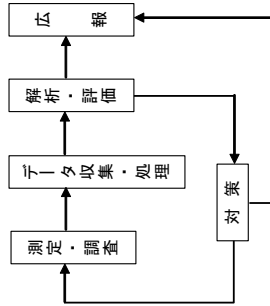 広　報
解析・評価
データ収集・処理
測定・調査
対　策